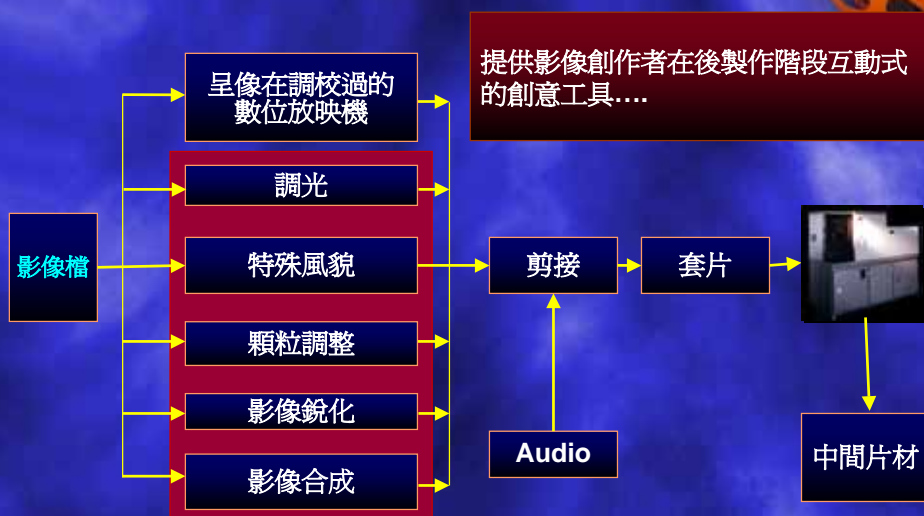 提供影像創作者在後製作階段互動式
的創意工具....
呈像在調校過的
數位放映機
調光
影像檔
特殊風貌
剪接
套片
顆粒調整
影像銳化
影像合成
Audio
中間片材